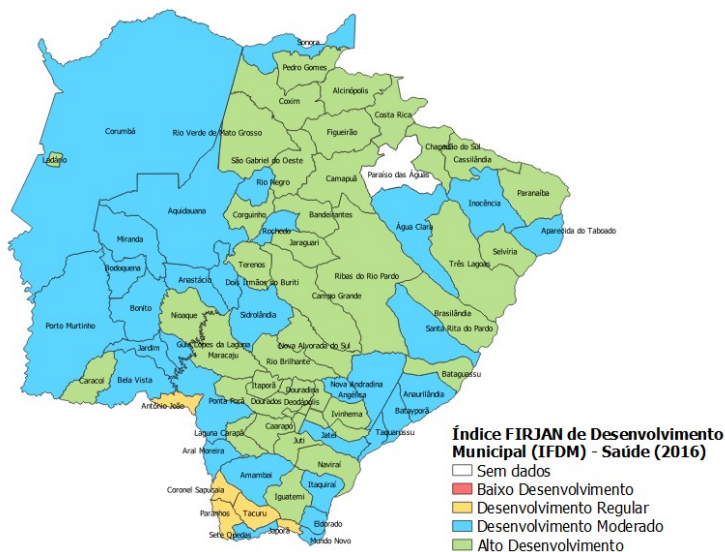 Sonora
Pedro Gomes
Alcinópolis
Coxim
Costa Rica
Corumbá
Rio Verde de Mato Grosso
Figueirão
Chapadão do Sul
Cassilândia
Ladário
São Gabriel do Oeste
Camapuã
Paraíso das Águas
Paranaíba
Rio Negro
Inocência
Aquidauana
Corguinho
Bandeirantes
Água Clara
Aparecida do Taboado
Rochedo
Miranda
Jaraguari
Selvíria
Terenos
Três Lagoas
Bodoquena
Ribas do Rio Pardo
Anastácio
Dois Irmãos do Buriti
Campo Grande
Bonito
Nioaque
Sidrolândia
Brasilândia
Porto Murtinho
Santa Rita do Pardo
Jardim
Guia Lopes da Laguna
Nova Alvorada do Sul
Maracaju
Rio Brilhante
Bataguassu
Caracol
Bela Vista
Itaporã
Douradina
Nova Andradina
Anaurilândia
Angélica
Antônio João
Ponta Porã
Dourados
Deodápolis
Batayporã
Ivinhema
Caarapó
Laguna Carapã
Jateí
Taquarussu
Juti
Aral Moreira
Naviraí
Amambai
Coronel Sapucaia
Itaquiraí
Iguatemi
Paranhos
Tacuru
Eldorado
Japorã
Sete Quedas
Mundo Novo
Índice FIRJAN de Desenvolvimento
Municipal (IFDM) - Saúde (2016)
Sem dados
Baixo Desenvolvimento
Desenvolvimento Regular
Desenvolvimento Moderado
Alto Desenvolvimento